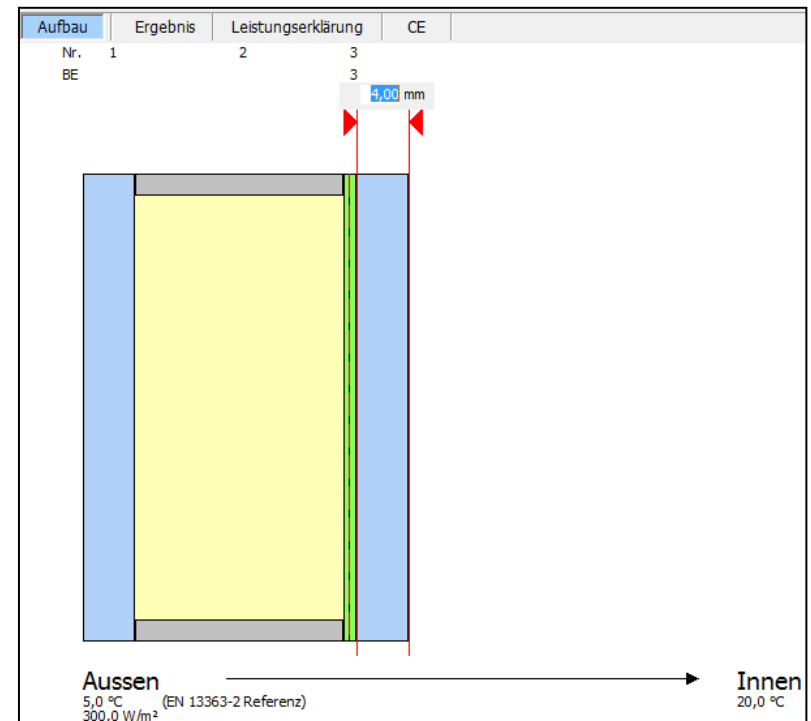 Aufbau Ergebnis Leistungserklärung CE
Nr. 1 2 3
BE 3
4,00 mm
Aussen Innen
5,0 °C (EN 13363-2 Referenz) 20,0 °C
300,0 W/m²